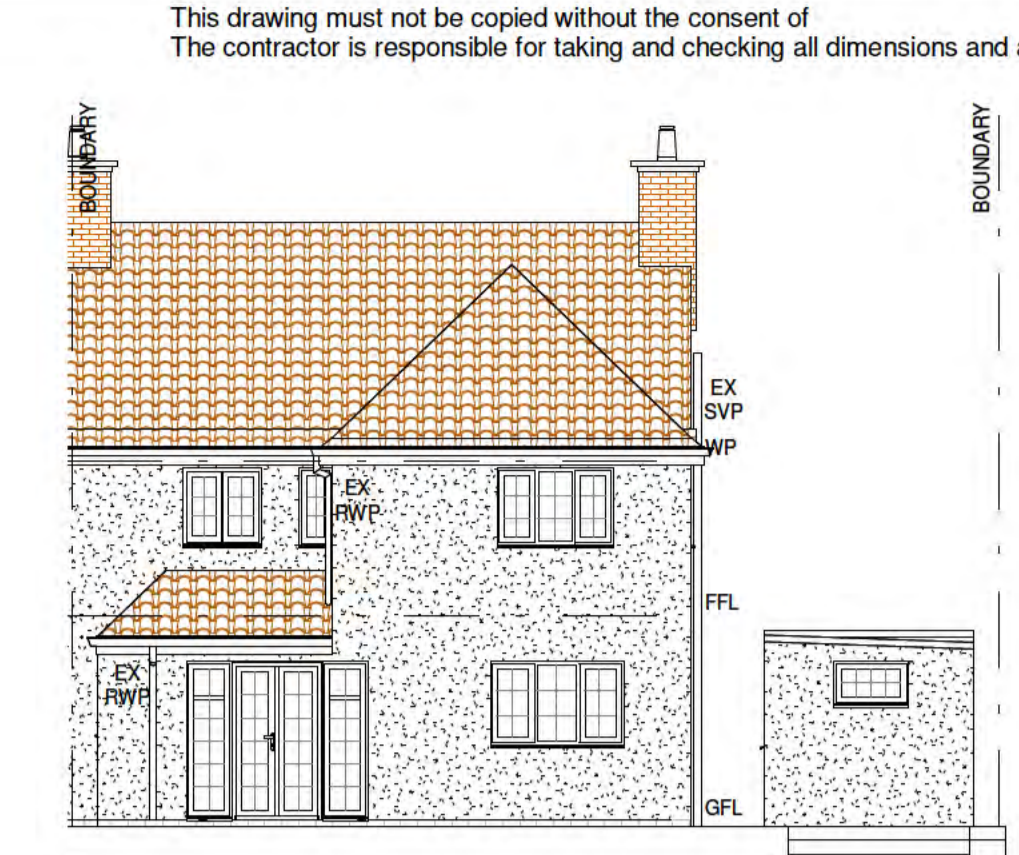 This drawing must not be copied without the consent of
The contractor is responsible for taking and checking all dimensions and
BOUNDARY
BOUNDARY
EX
SVP
WP
EX
RWP
FFL
EX
RWP
GFL